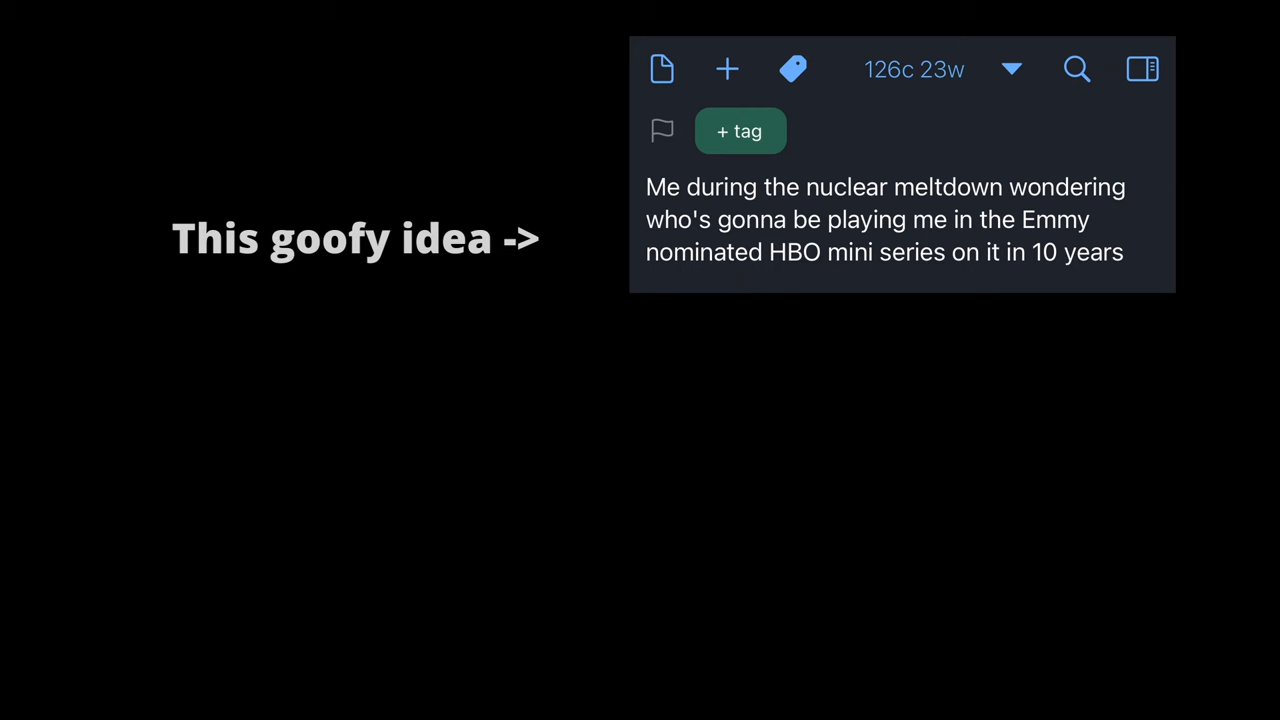 126c 23w
+ tag
This goofy idea ->
Me during the nuclear meltdown wondering
who's gonna be playing me in the Emmy
nominated HBO mini series on it in 10 years